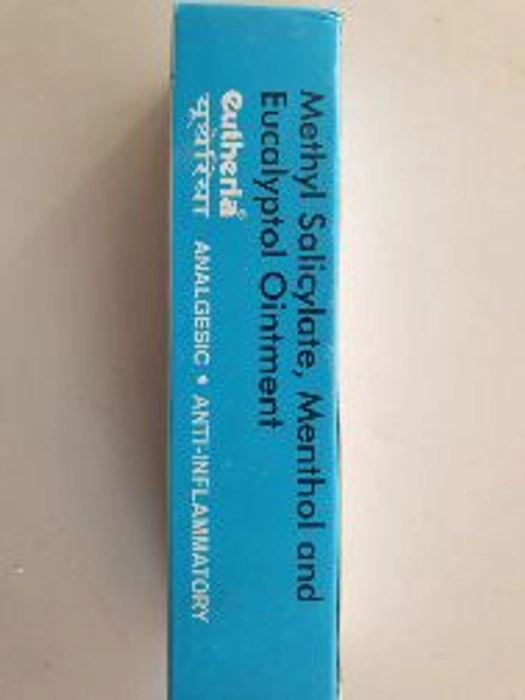 Methyl Salicylate, Menthol and
Eucalyptol Ointment
eutheria®
यूथेरिया ANALGESIC • ANTI-INFLAMMATORY